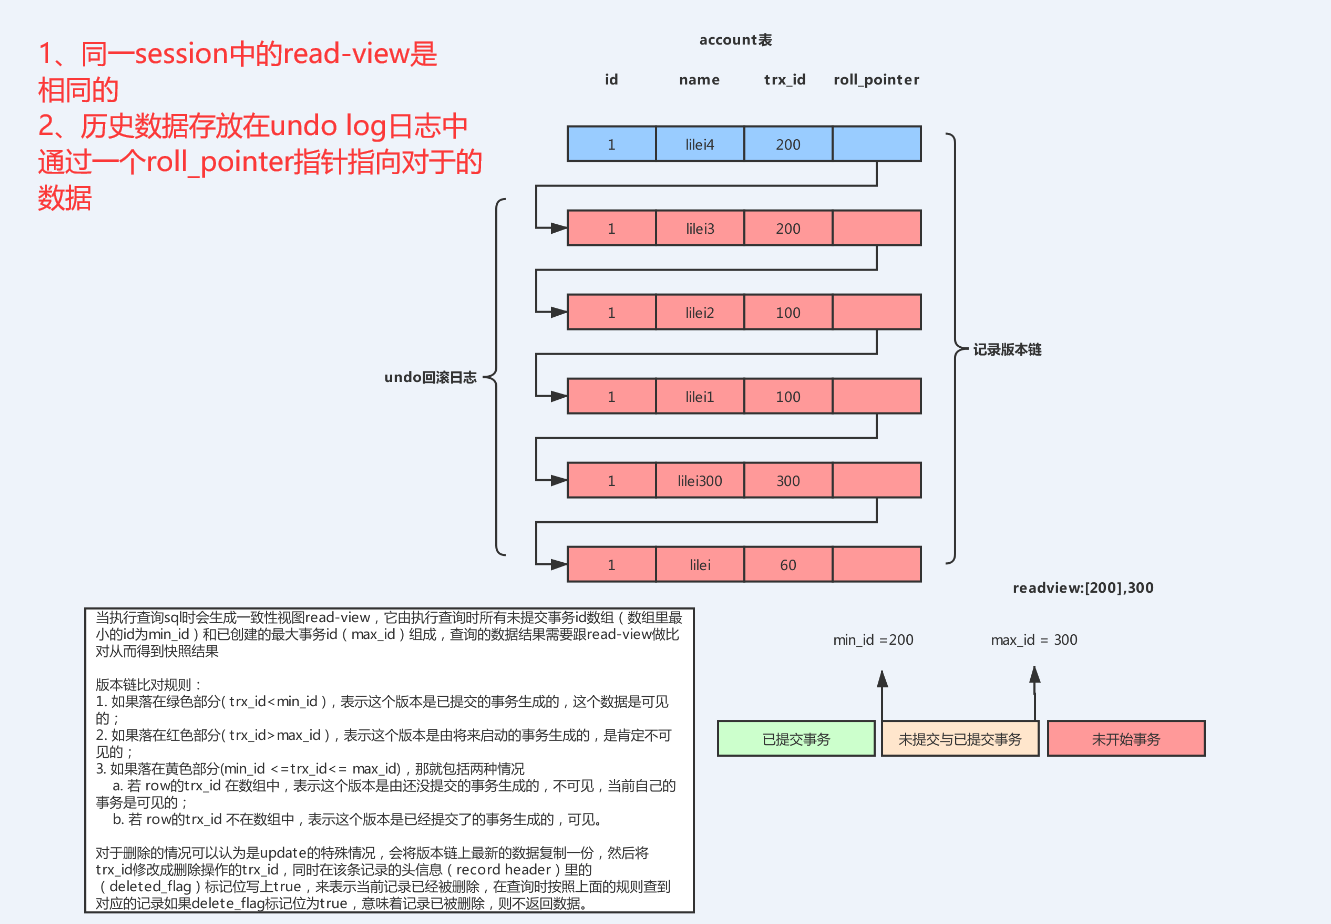 1、同一session中的read-view是
相同的
2、历史数据存放在undo log日志中
通过一个roll_pointer指针指向对于的
数据
account表
id name trx_id roll_pointer
1 lilei4 200
1 lilei3 200
1 lilei2 100
记录版本链
undo回滚日志
1 lilei1 100
1 lilei300 300
1 lilei 60
readview:[200],300
min_id =200 max_id = 300
已提交事务 未提交与已提交事务 未开始事务
当执行查询sql时会生成一致性视图read-view，它由执行查询时所有未提交事务id数组（数组里最
小的id为min_id）和已创建的最大事务id（max_id）组成，查询的数据结果需要跟read-view做比
对从而得到快照结果
版本链比对规则：
1. 如果落在绿色部分( trx_id<min_id )，表示这个版本是已提交的事务生成的，这个数据是可见
的；
2. 如果落在红色部分( trx_id>max_id )，表示这个版本是由将来启动的事务生成的，是肯定不可
见的；
3. 如果落在黄色部分(min_id <=trx_id<= max_id)，那就包括两种情况
a. 若 row的trx_id 在数组中，表示这个版本是由还没提交的事务生成的，不可见，当前自己的
事务是可见的；
b. 若 row的trx_id 不在数组中，表示这个版本是已经提交了的事务生成的，可见。
对于删除的情况可以认为是update的特殊情况，会将版本链上最新的数据复制一份，然后将
trx_id修改成删除操作的trx_id，同时在该条记录的头信息（record header）里的
（deleted_flag）标记位写上true，来表示当前记录已经被删除，在查询时按照上面的规则查到
对应的记录如果delete_flag标记位为true，意味着记录已被删除，则不返回数据。